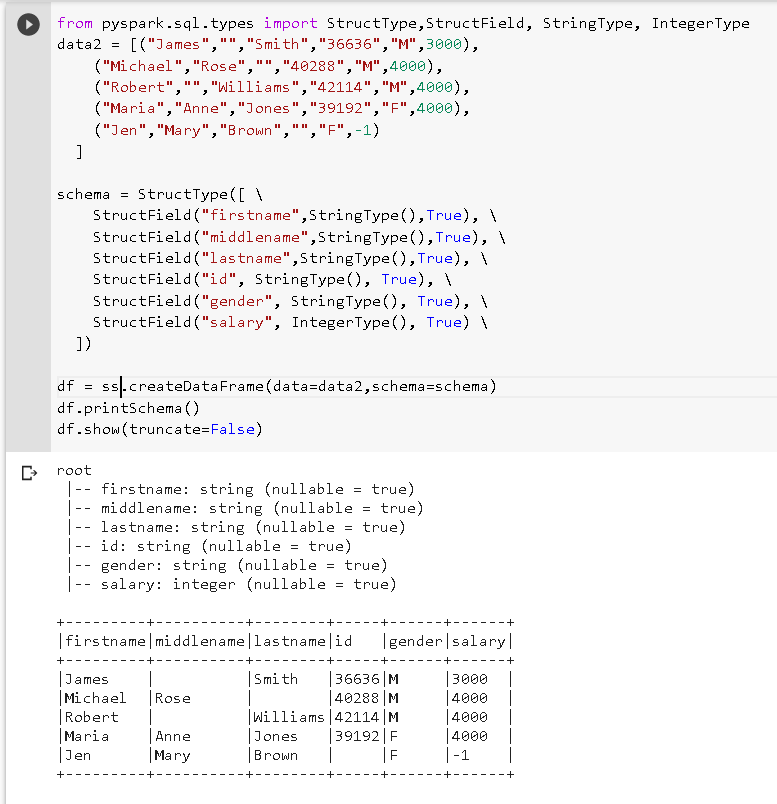 from pyspark.sql.types import StructType,StructField, StringType, IntegerType
data2 = [("James","","Smith","36636","M",3000),
    ("Michael","Rose","","40288","M",4000),
    ("Robert","","Williams","42114","M",4000),
    ("Maria","Anne","Jones","39192","F",4000),
    ("Jen","Mary","Brown","","F",-1)
  ]

schema = StructType([ \
    StructField("firstname",StringType(),True), \
    StructField("middlename",StringType(),True), \
    StructField("lastname",StringType(),True), \
    StructField("id", StringType(), True), \
    StructField("gender", StringType(), True), \
    StructField("salary", IntegerType(), True) \
  ])

df = ss.createDataFrame(data=data2,schema=schema)
df.printSchema()
df.show(truncate=False)
root
 |-- firstname: string (nullable = true)
 |-- middlename: string (nullable = true)
 |-- lastname: string (nullable = true)
 |-- id: string (nullable = true)
 |-- gender: string (nullable = true)
 |-- salary: integer (nullable = true)

+---------+----------+--------+-----+------+------+
|firstname|middlename|lastname|id   |gender|salary|
+---------+----------+--------+-----+------+------+
|James    |          |Smith   |36636|M     |3000  |
|Michael  |Rose      |        |40288|M     |4000  |
|Robert   |          |Williams|42114|M     |4000  |
|Maria    |Anne      |Jones   |39192|F     |4000  |
|Jen      |Mary      |Brown   |     |F     |-1    |
+---------+----------+--------+-----+------+------+